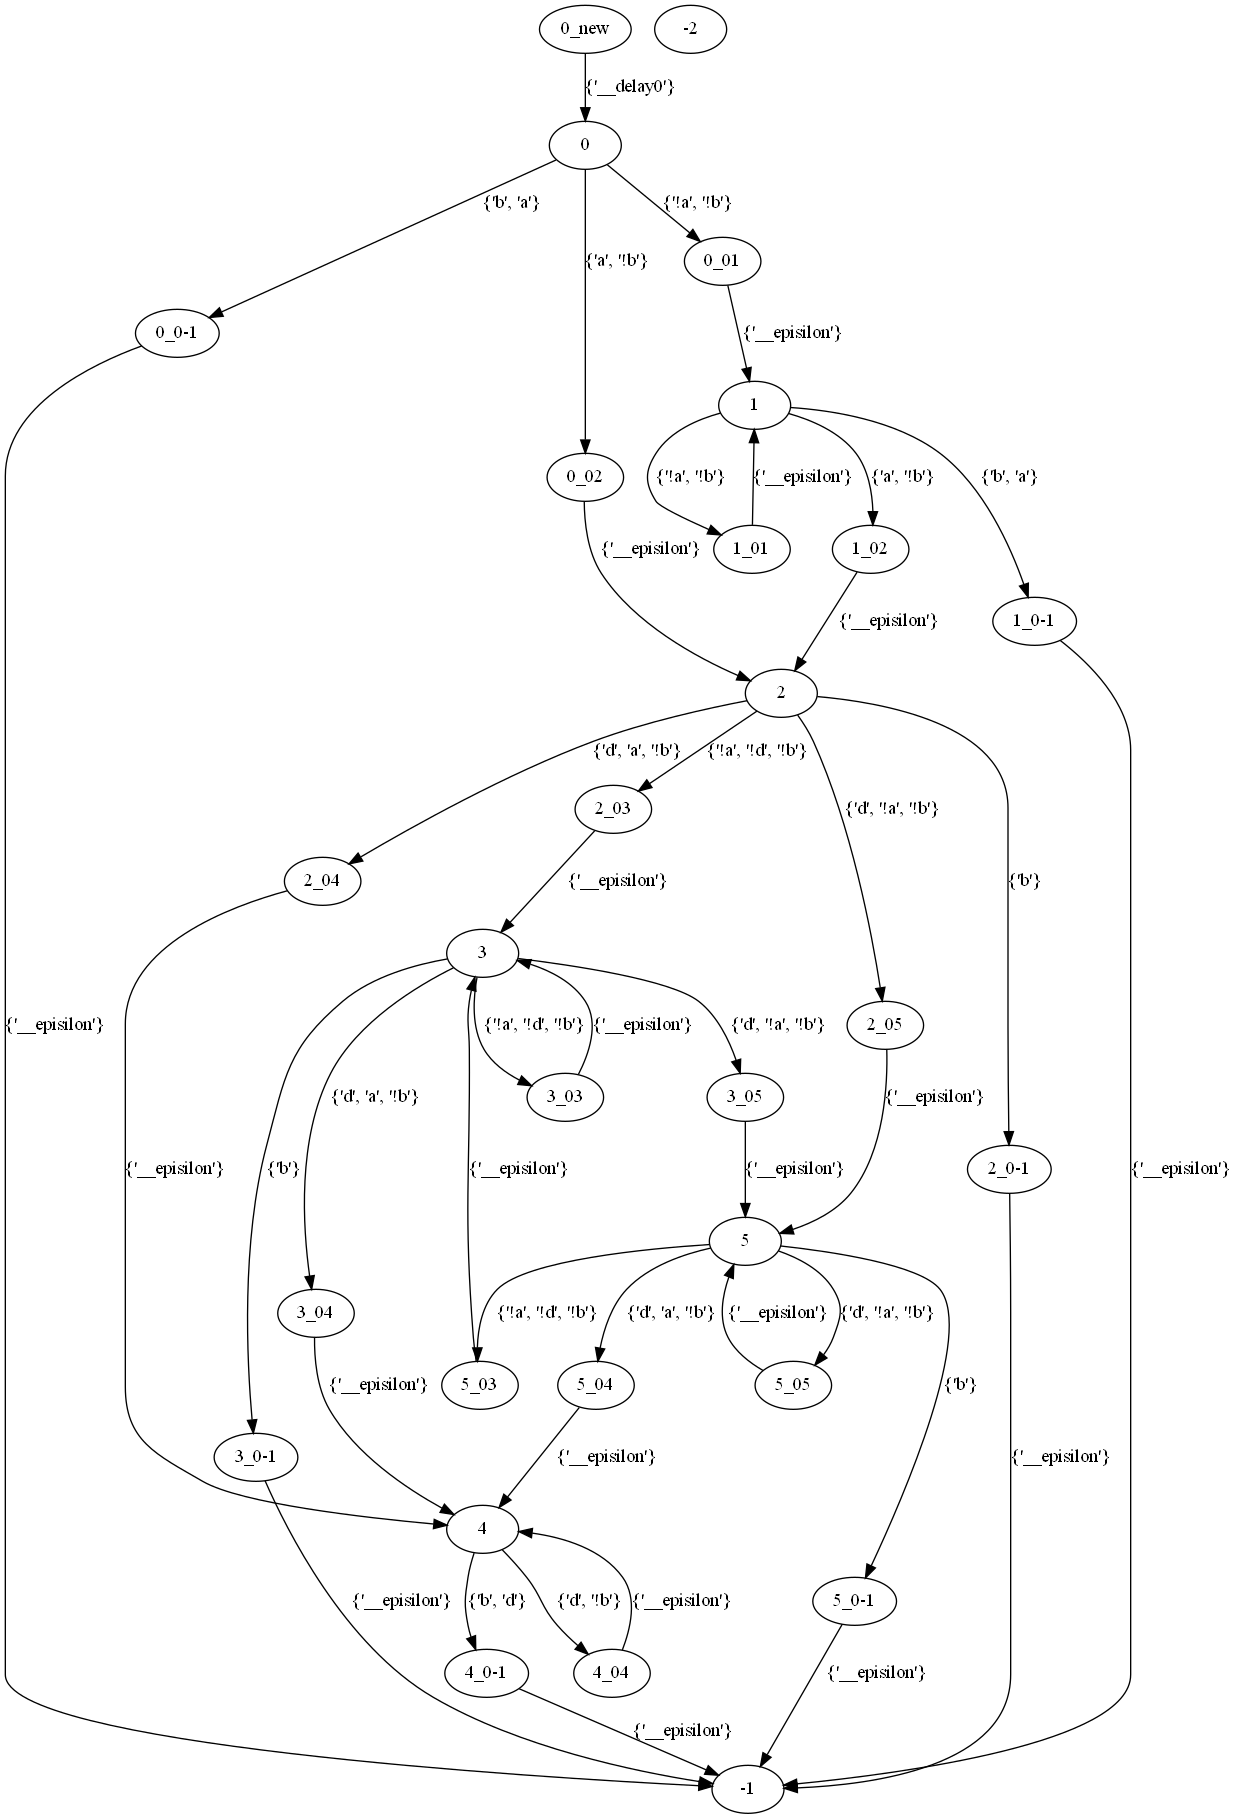 0_new
-2
{'__delay0'}
0
{'b', 'a'}
{'!a', '!b'}
{'a', '!b'}
0_01
0_0-1
{'__episilon'}
1
0_02
{'!a', '!b'}
{'__episilon'}
{'a', '!b'}
{'b', 'a'}
{'__episilon'}
1_01
1_02
1_0-1
{'__episilon'}
2
{'d', 'a', '!b'}
{'!a', '!d', '!b'}
2_03
{'d', '!a', '!b'}
2_04
{'__episilon'}
{'b'}
3
{'__episilon'}
{'!a', '!d', '!b'}
{'__episilon'}
{'d', '!a', '!b'}
2_05
{'d', 'a', '!b'}
3_03
3_05
{'__episilon'}
{'__episilon'}
{'b'}
{'__episilon'}
{'__episilon'}
2_0-1
{'__episilon'}
5
3_04
{'!a', '!d', '!b'}
{'d', 'a', '!b'}
{'__episilon'}
{'d', '!a', '!b'}
{'__episilon'}
5_03
5_04
5_05
{'b'}
3_0-1
{'__episilon'}
{'__episilon'}
4
{'__episilon'}
{'b', 'd'}
{'d', '!b'}
{'__episilon'}
5_0-1
4_0-1
4_04
{'__episilon'}
{'__episilon'}
-1